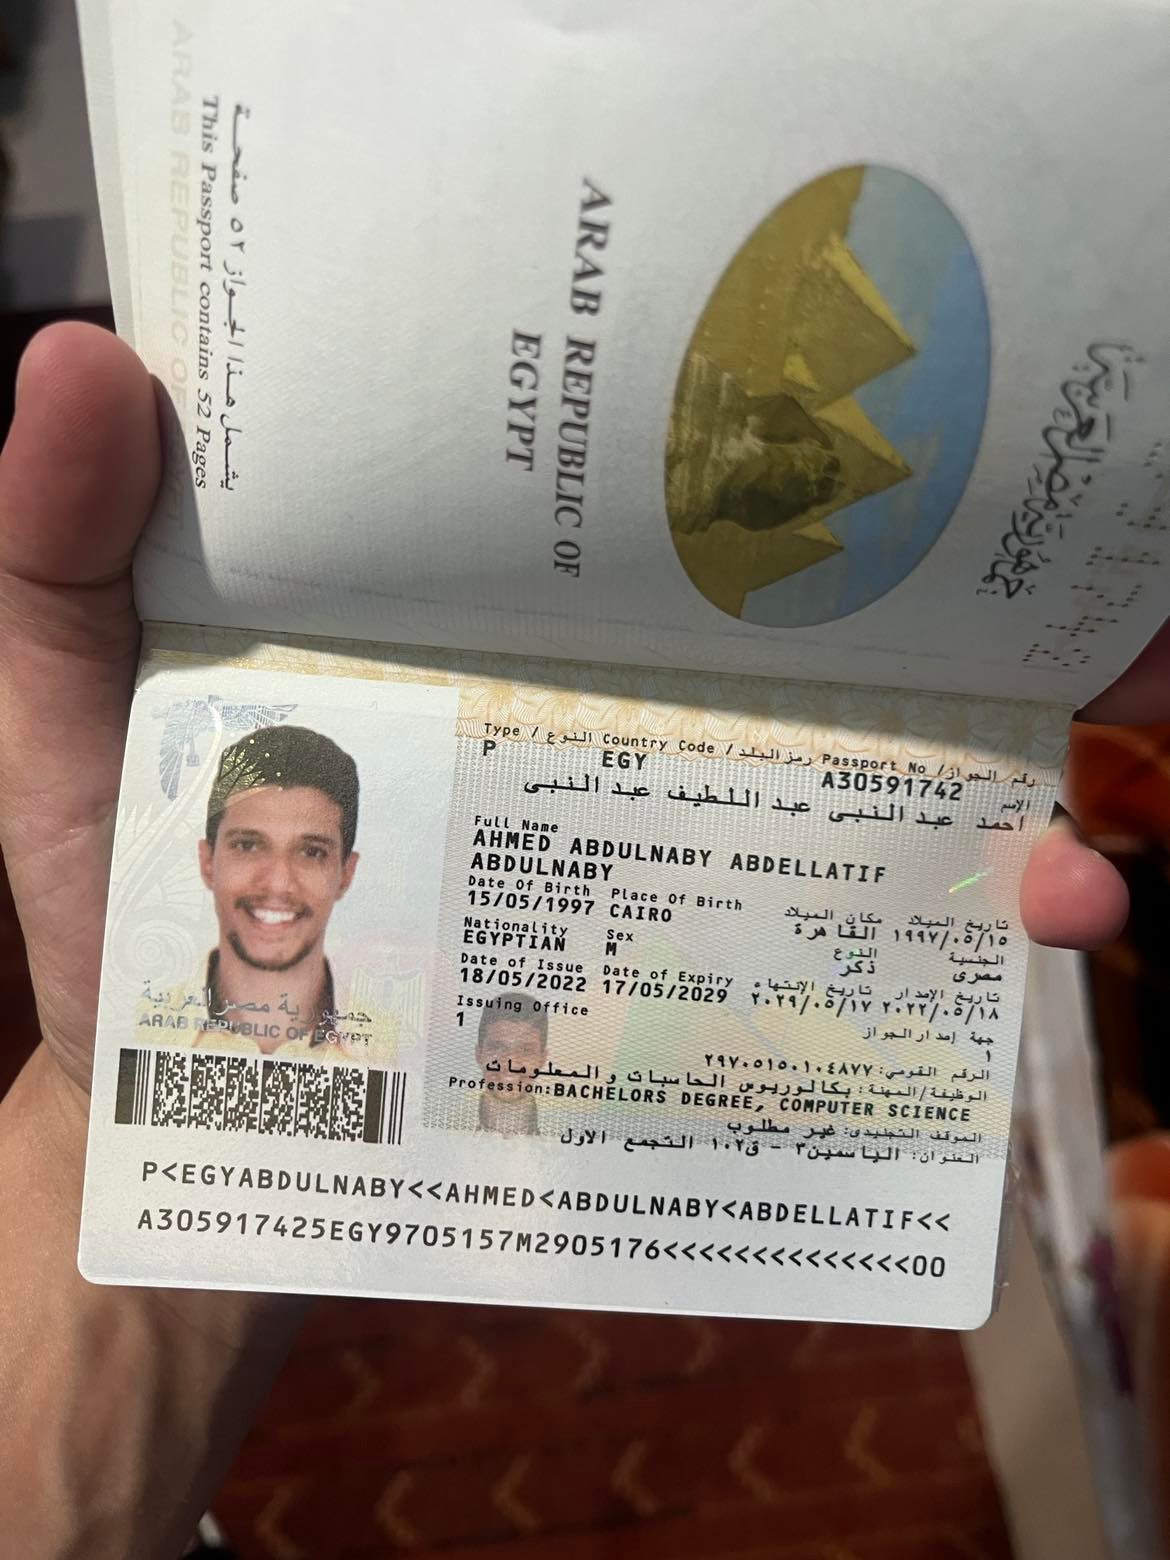 جمهورية مصر العربية
ARAB REPUBLIC OF
EGYPT
يشمل هذا الجواز ٥٢ صفحة
This Passport contains 52 Pages
ARAB REPUBLIC OF
Type / النوع Country Code / رمز البلد Passport No / رقم الجواز
P EGY A30591742
الاسم
احمد عبد النبى عبد اللطيف عبد النبى
Full Name
AHMED ABDULNABY ABDELLATIF
ABDULNABY
Date Of Birth Place Of Birth مكان الميلاد تاريخ الميلاد
15/05/1997 CAIRO القاهرة ١٩٩٧/٠٥/١٥
Nationality Sex النوع الجنسية
EGYPTIAN M ذكر مصرى
Date of Issue Date of Expiry تاريخ الإنتهاء تاريخ الإصدار
18/05/2022 17/05/2029 ٢٠٢٩/٠٥/١٧ ٢٠٢٢/٠٥/١٨
Issuing Office جهة إصدار الجواز
1 ١
الرقم القومي: ٢٩٧٠٥١٥٠١٠٤٨٧٧
الوظيفة/المهنة: بكالوريوس الحاسبات والمعلومات
Profession:BACHELORS DEGREE, COMPUTER SCIENCE
الموقف التجنيدى: غير مطلوب
العنوان: الياسمين٣ - ق١٠٢ التجمع الاول
جمهورية مصر العربية
ARAB REPUBLIC OF EGYPT
P<EGYABDULNABY<<AHMED<ABDULNABY<ABDELLATIF<<
A305917425EGY9705157M2905176<<<<<<<<<<<<<<00